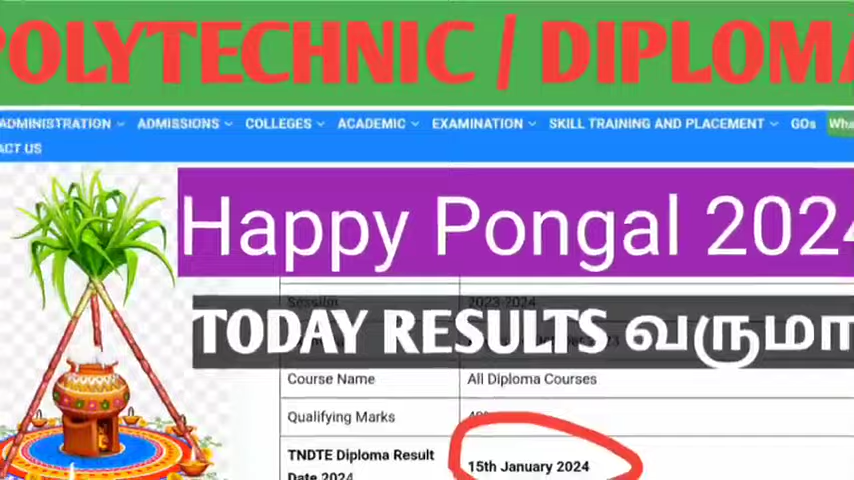 POLYTECHNIC / DIPLOMA
ADMINISTRATION ADMISSIONS COLLEGES ACADEMIC EXAMINATION SKILL TRAINING AND PLACEMENT GOs Wha
ACT US
Happy Pongal 2024
Session 2023-2024
TODAY RESULTS வருமா
Course Name All Diploma Courses
Qualifying Marks
TNDTE Diploma Result
Date 2024
15th January 2024